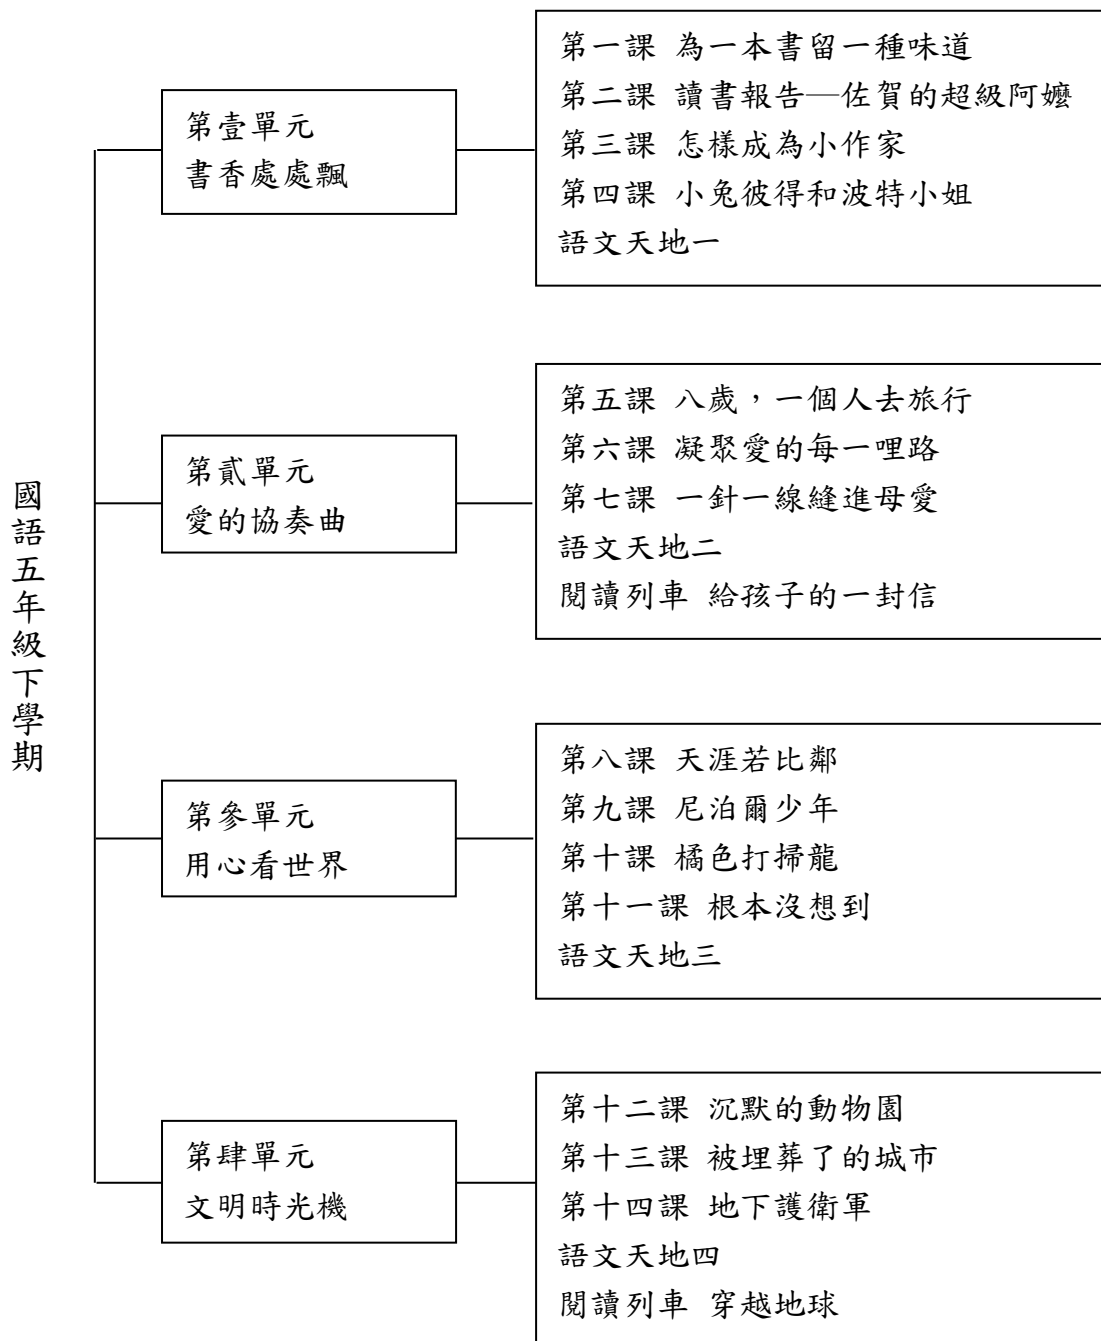 國語五年級下學期
第壹單元
書香處處飄
第一課 為一本書留一種味道
第二課 讀書報告—佐賀的超級阿嬤
第三課 怎樣成為小作家
第四課 小兔彼得和波特小姐
語文天地一
第貳單元
愛的協奏曲
第五課 八歲，一個人去旅行
第六課 凝聚愛的每一哩路
第七課 一針一線縫進母愛
語文天地二
閱讀列車 給孩子的一封信
第參單元
用心看世界
第八課 天涯若比鄰
第九課 尼泊爾少年
第十課 橘色打掃龍
第十一課 根本沒想到
語文天地三
第肆單元
文明時光機
第十二課 沉默的動物園
第十三課 被埋葬了的城市
第十四課 地下護衛軍
語文天地四
閱讀列車 穿越地球